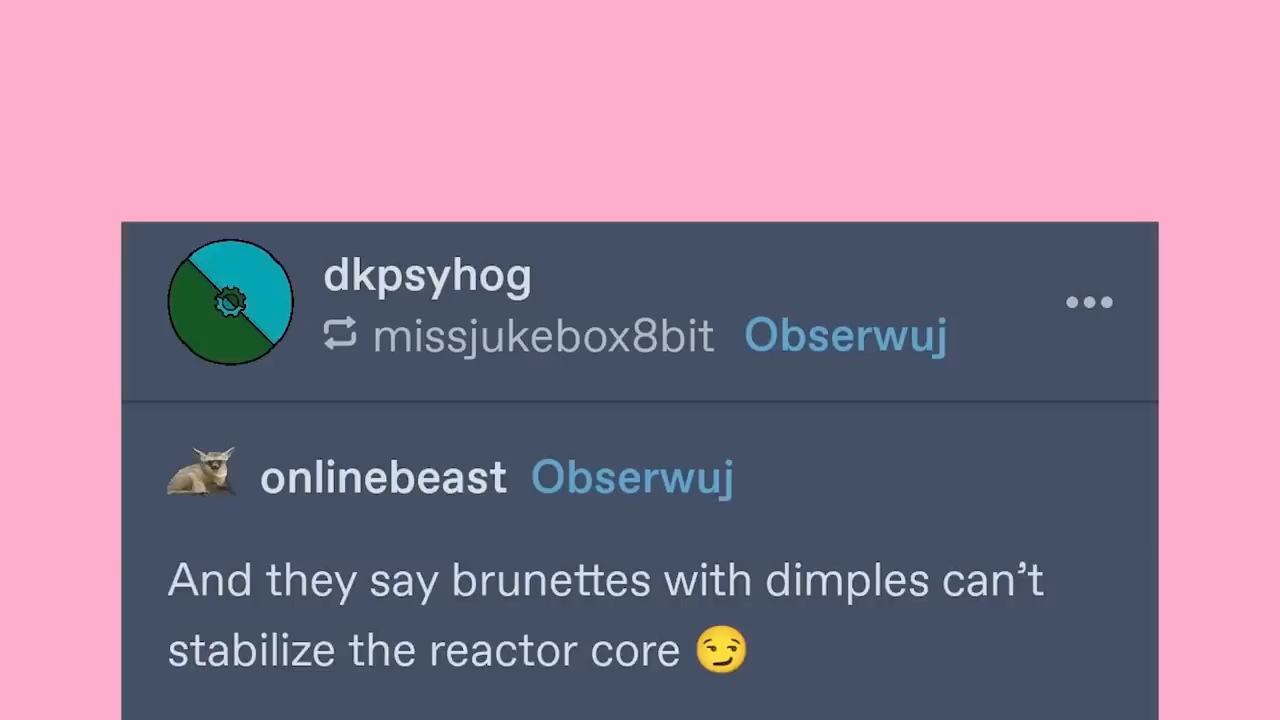 dkpsyhog
missjukebox8bit Obserwuj
onlinebeast Obserwuj
And they say brunettes with dimples can’t
stabilize the reactor core 😏